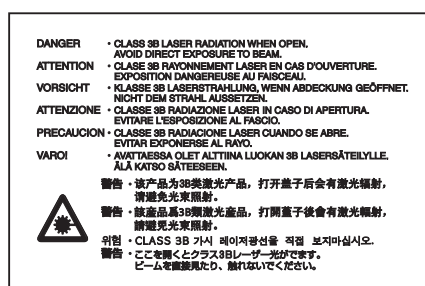 DANGER · CLASS 3B LASER RADIATION WHEN OPEN.
AVOID DIRECT EXPOSURE TO BEAM.
ATTENTION · CLASE 3B RAYONNEMENT LASER EN CAS D'OUVERTURE.
EXPOSITION DANGEREUSE AU FAISCEAU.
VORSICHT · KLASSE 3B LASERSTRAHLUNG, WENN ABDECKUNG GEÖFFNET.
NICHT DEM STRAHL AUSSETZEN.
ATTENZIONE · CLASSE 3B RADIAZIONE LASER IN CASO DI APERTURA.
EVITARE L'ESPOSIZIONE AL FASCIO.
PRECAUCION · CLASSE 3B RADIACIONE LASER CUANDO SE ABRE.
EVITAR EXPONERSE AL RAYO.
VARO! · AVATTAESSA OLET ALTTIINA LUOKAN 3B LASERSÄTEILYLLE.
ÄLÄ KATSO SÄTEESEEN.
警告 · 该产品为3B类激光产品，打开盖子后会有激光辐射，
请避免光束照射。
警告 · 該產品爲3B類激光產品，打開蓋子後會有激光輻射，
請避免光束照射。
위험 · CLASS 3B 가시 레이저광선을 직접 보지마십시오.
警告 · ここを開くとクラス3Bレーザー光がでます。
ビームを直接見たり、触れないでください。